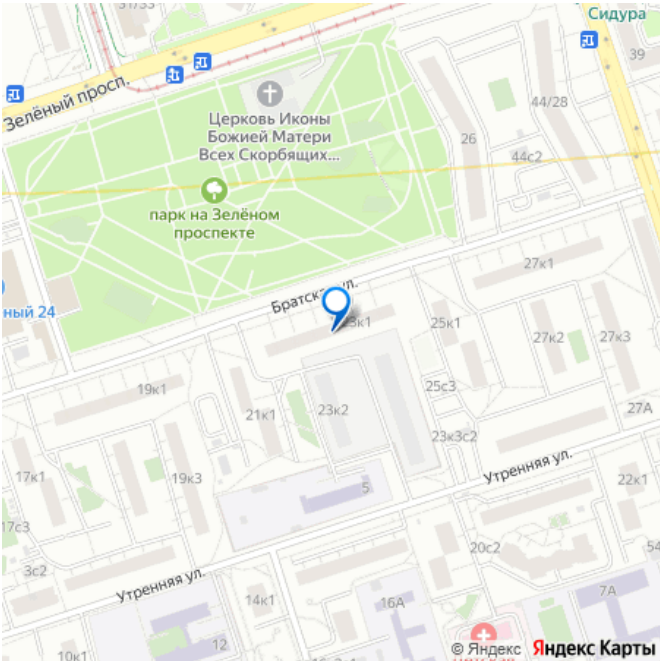 31/33
Сидура
39
Зелёный просп.
Церковь Иконы
Божией Матери
Всех Скорбящих...
44/28
26
44с2
парк на Зелёном
проспекте
27к1
Братская ул.
ный 24
23к1
25к1
27к2
27к3
19к1
25с3
21к1
23к2
27А
23к3с2
Утренняя ул.
17к1
19к3
5
22к1
17с3
20с2
54
3с2
Утренняя ул.
14к1
16А
7А
12
10к1
© Яндекс Яндекс Карты